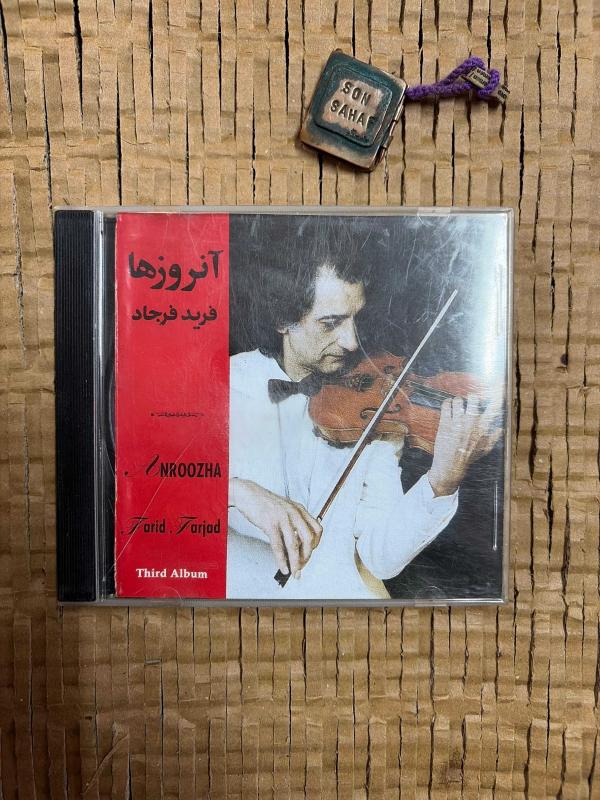 SON
SAHAF
آنروزها
فرید فرجاد
ANROOZHA
Farid . Farjad
Third Album